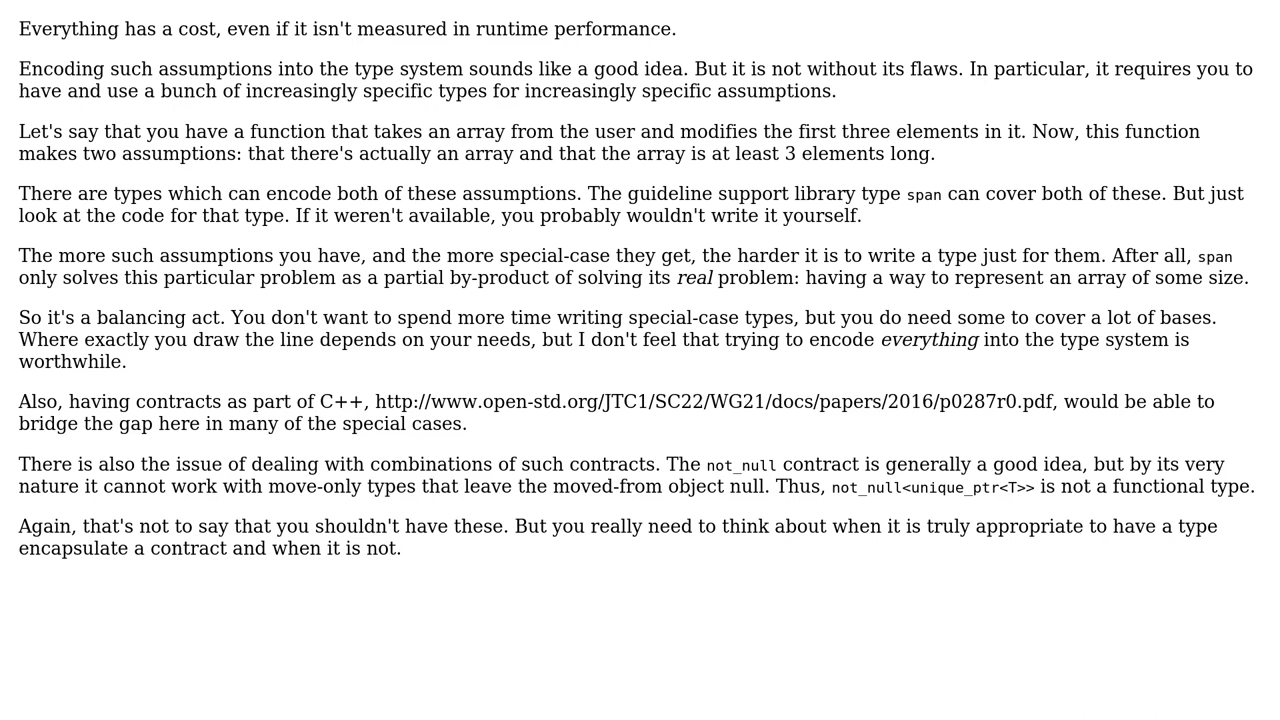 Everything has a cost, even if it isn't measured in runtime performance.
Encoding such assumptions into the type system sounds like a good idea. But it is not without its flaws. In particular, it requires you to
have and use a bunch of increasingly specific types for increasingly specific assumptions.
Let's say that you have a function that takes an array from the user and modifies the first three elements in it. Now, this function
makes two assumptions: that there's actually an array and that the array is at least 3 elements long.
There are types which can encode both of these assumptions. The guideline support library type span can cover both of these. But just
look at the code for that type. If it weren't available, you probably wouldn't write it yourself.
The more such assumptions you have, and the more special-case they get, the harder it is to write a type just for them. After all, span
only solves this particular problem as a partial by-product of solving its real problem: having a way to represent an array of some size.
So it's a balancing act. You don't want to spend more time writing special-case types, but you do need some to cover a lot of bases.
Where exactly you draw the line depends on your needs, but I don't feel that trying to encode everything into the type system is
worthwhile.
Also, having contracts as part of C++, http://www.open-std.org/JTC1/SC22/WG21/docs/papers/2016/p0287r0.pdf, would be able to
bridge the gap here in many of the special cases.
There is also the issue of dealing with combinations of such contracts. The not_null contract is generally a good idea, but by its very
nature it cannot work with move-only types that leave the moved-from object null. Thus, not_null<unique_ptr<T>> is not a functional type.
Again, that's not to say that you shouldn't have these. But you really need to think about when it is truly appropriate to have a type
encapsulate a contract and when it is not.